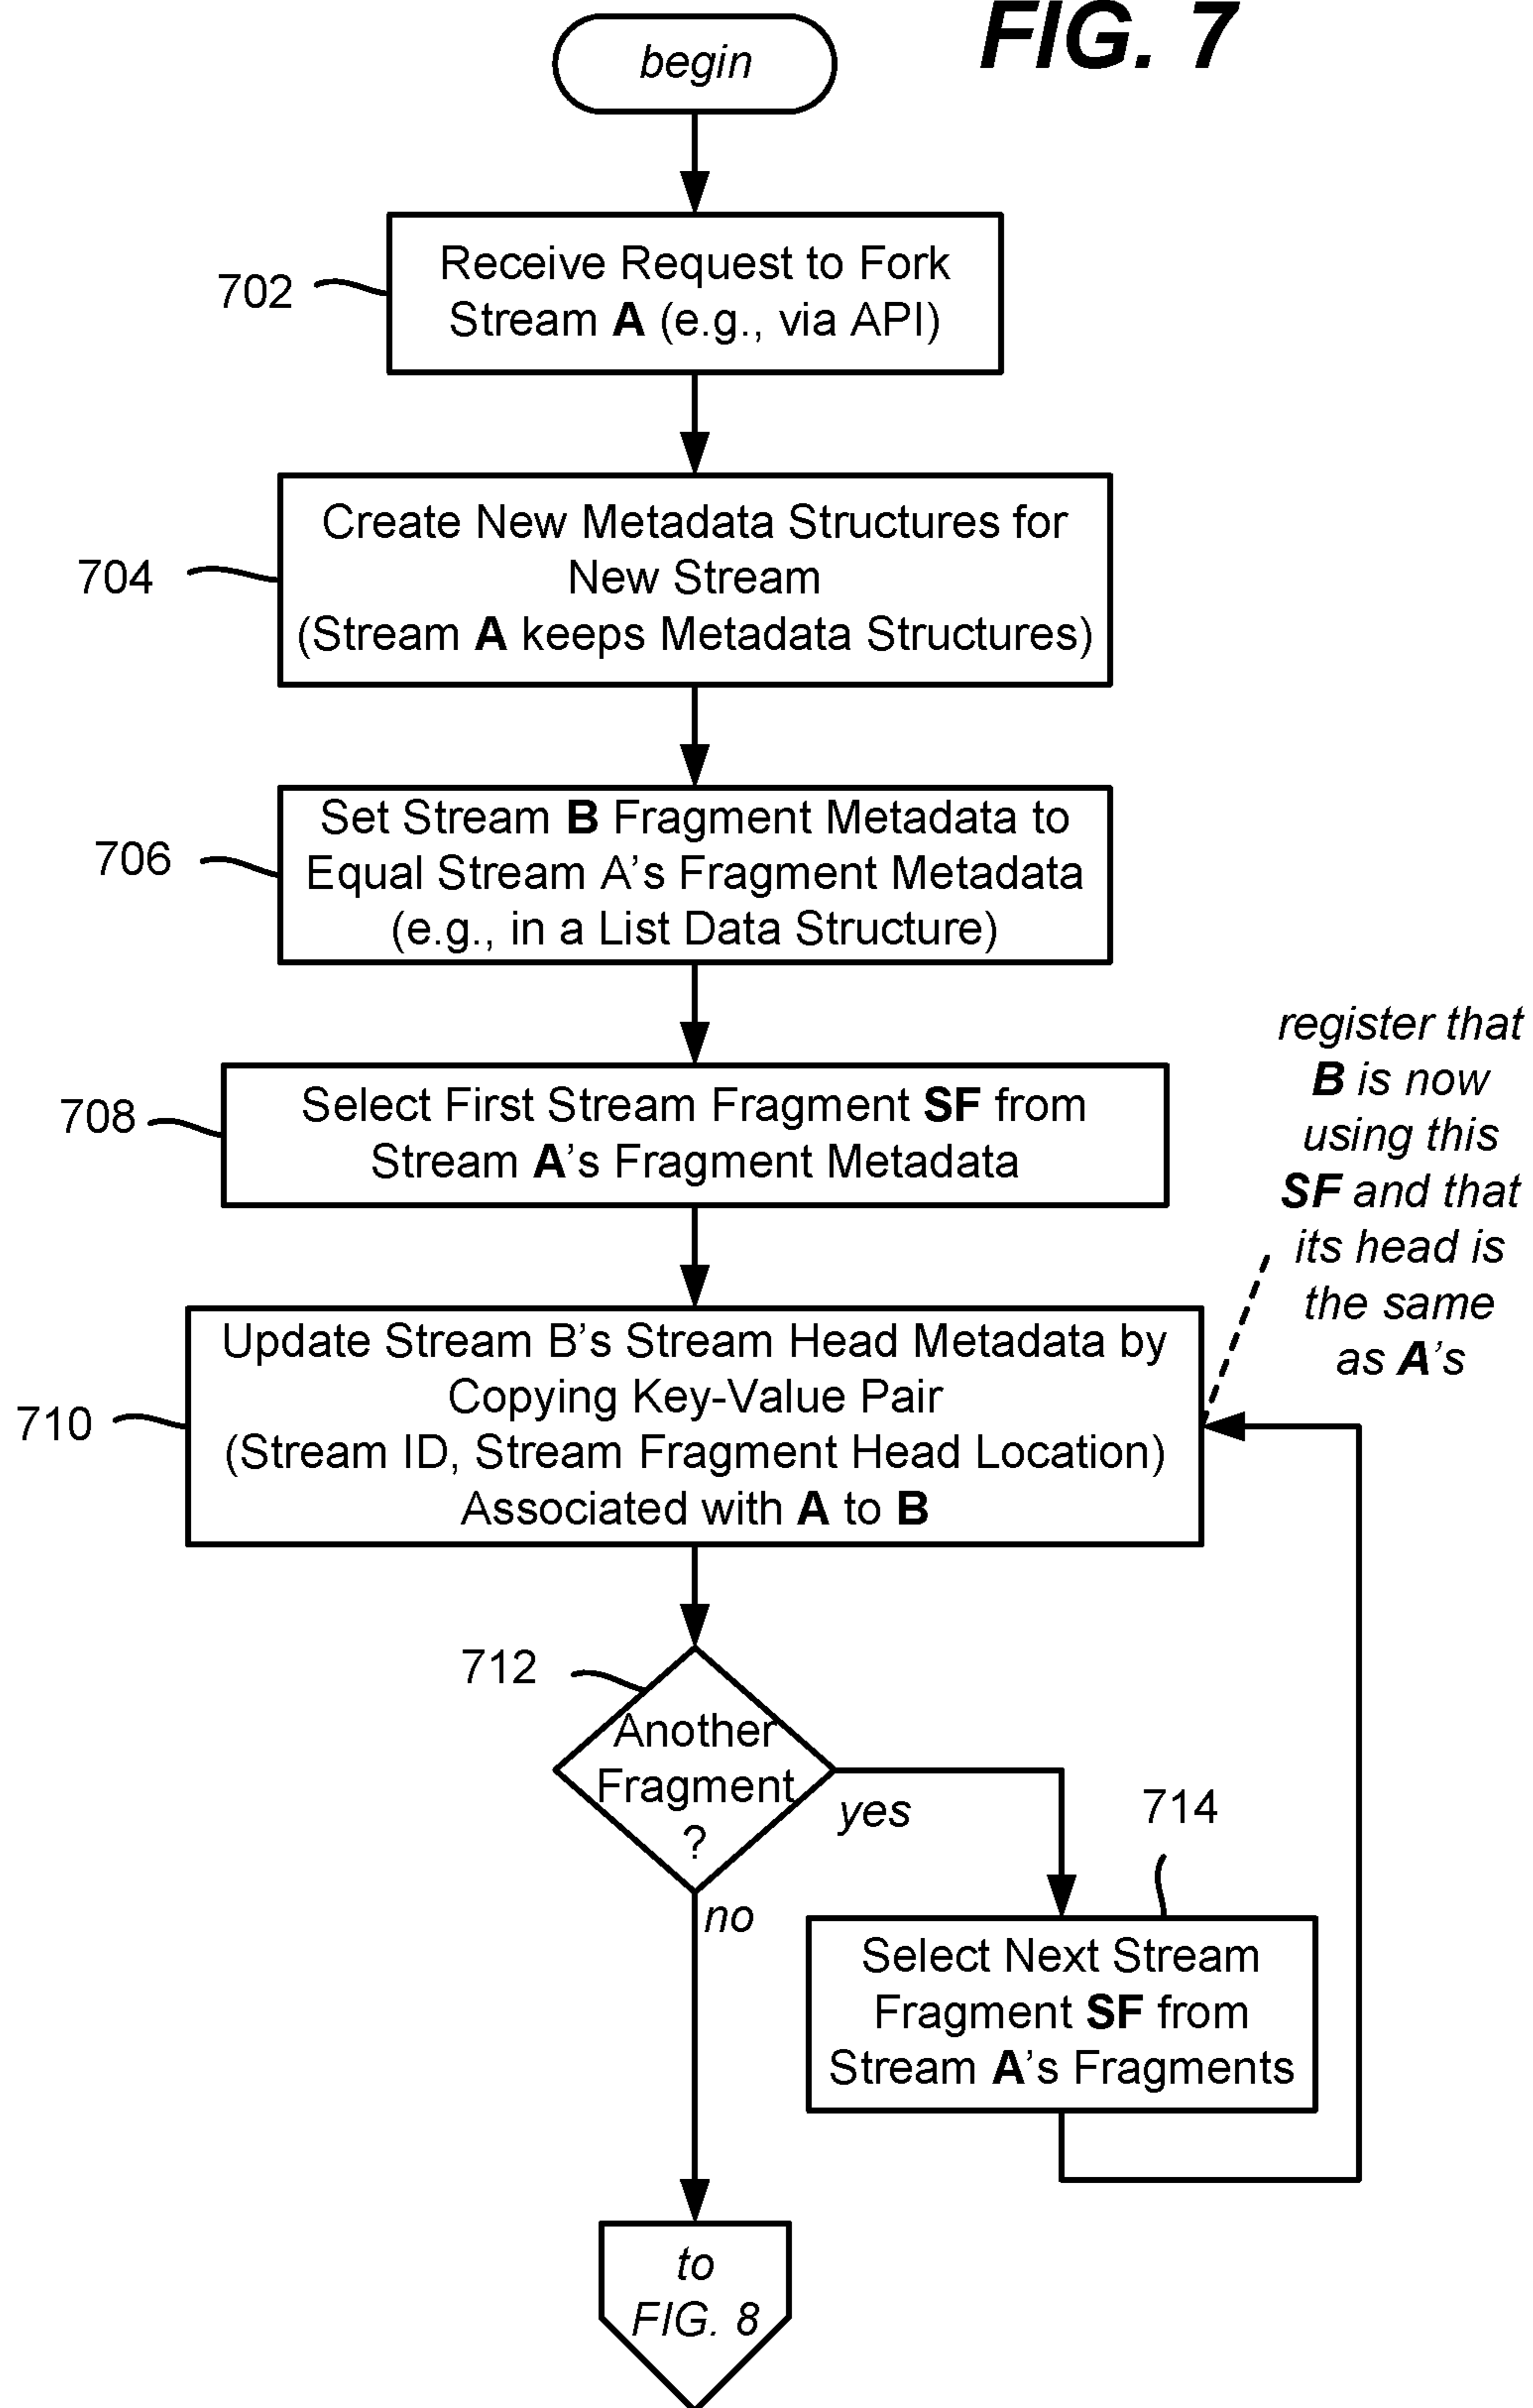 FIG. 7
begin
702
Receive Request to Fork
Stream A (e.g., via API)
704
Create New Metadata Structures for
New Stream
(Stream A keeps Metadata Structures)
706
Set Stream B Fragment Metadata to
Equal Stream A’s Fragment Metadata
(e.g., in a List Data Structure)
708
Select First Stream Fragment SF from
Stream A’s Fragment Metadata
register that
B is now
using this
SF and that
its head is
the same
as A’s
710
Update Stream B’s Stream Head Metadata by
Copying Key-Value Pair
(Stream ID, Stream Fragment Head Location)
Associated with A to B
712
Another
Fragment
?
yes
no
714
Select Next Stream
Fragment SF from
Stream A’s Fragments
to
FIG. 8